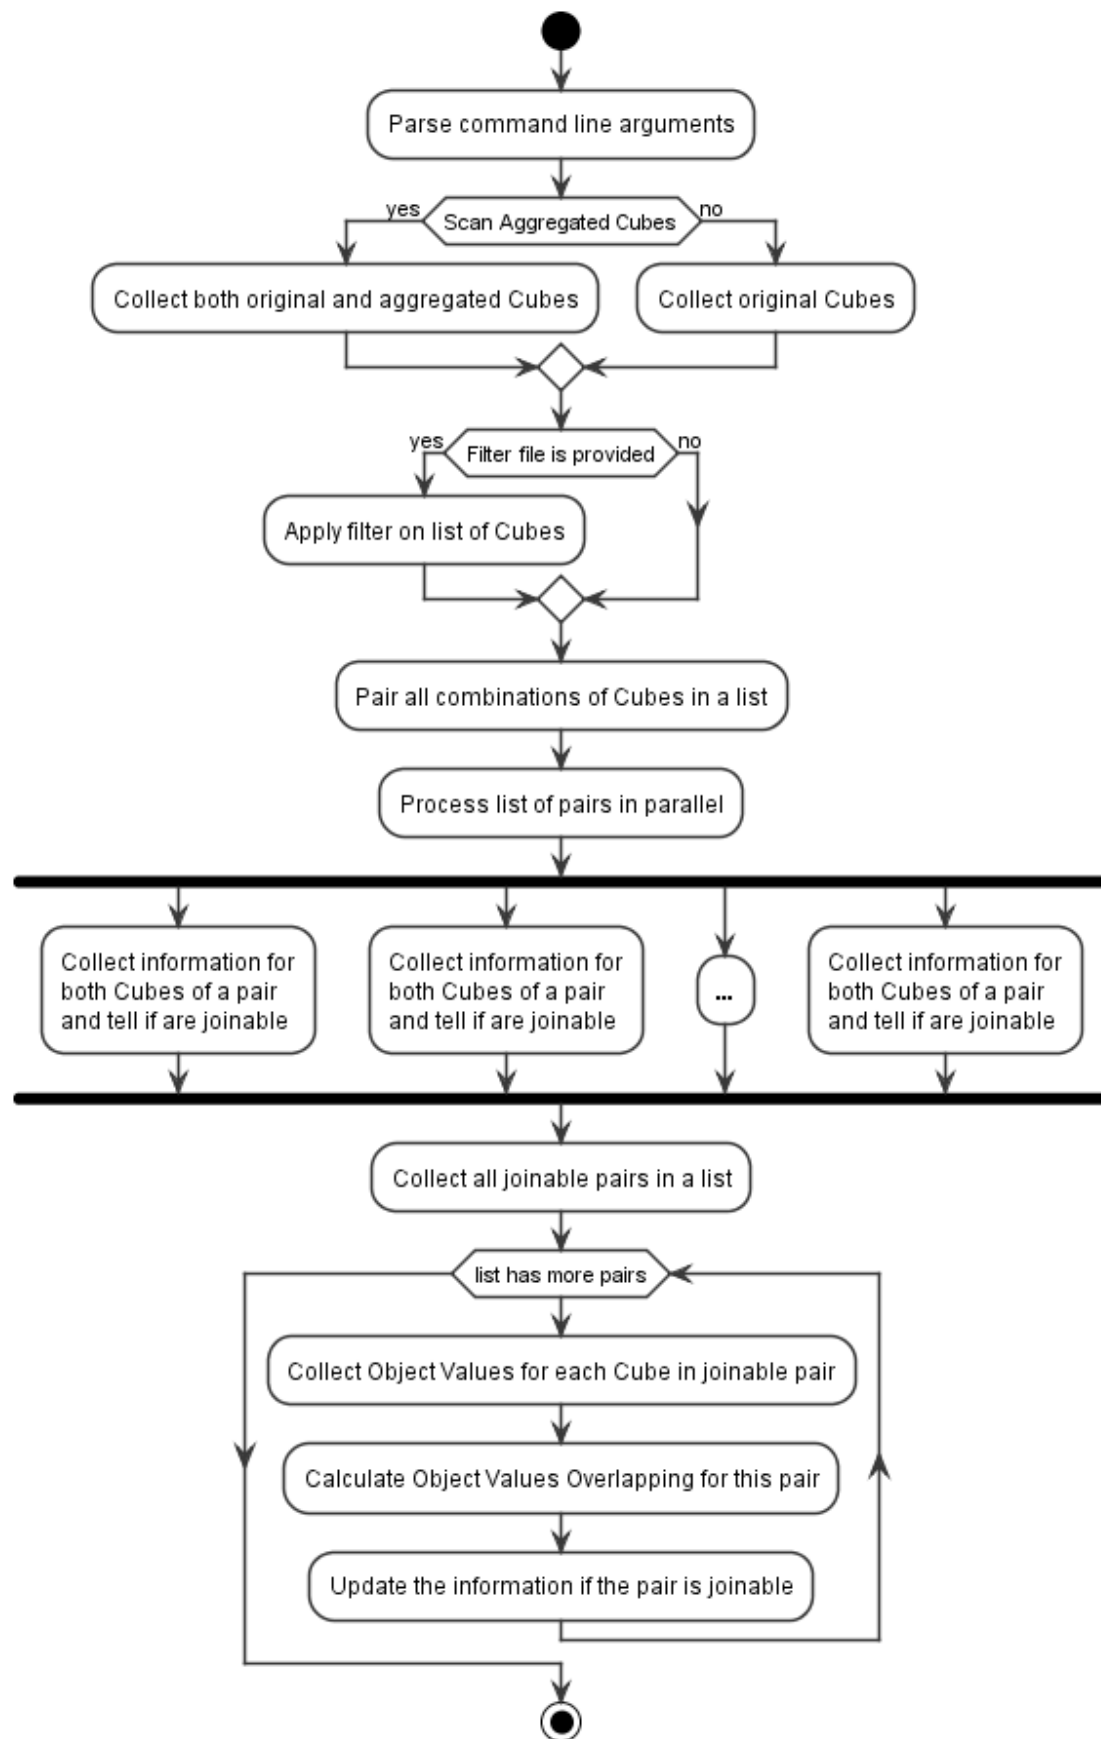 Parse command line arguments
yes
Scan Aggregated Cubes
no
Collect both original and aggregated Cubes
Collect original Cubes
yes
Filter file is provided
no
Apply filter on list of Cubes
Pair all combinations of Cubes in a list
Process list of pairs in parallel
Collect information for
both Cubes of a pair
and tell if are joinable
Collect information for
both Cubes of a pair
and tell if are joinable
...
Collect information for
both Cubes of a pair
and tell if are joinable
Collect all joinable pairs in a list
list has more pairs
Collect Object Values for each Cube in joinable pair
Calculate Object Values Overlapping for this pair
Update the information if the pair is joinable